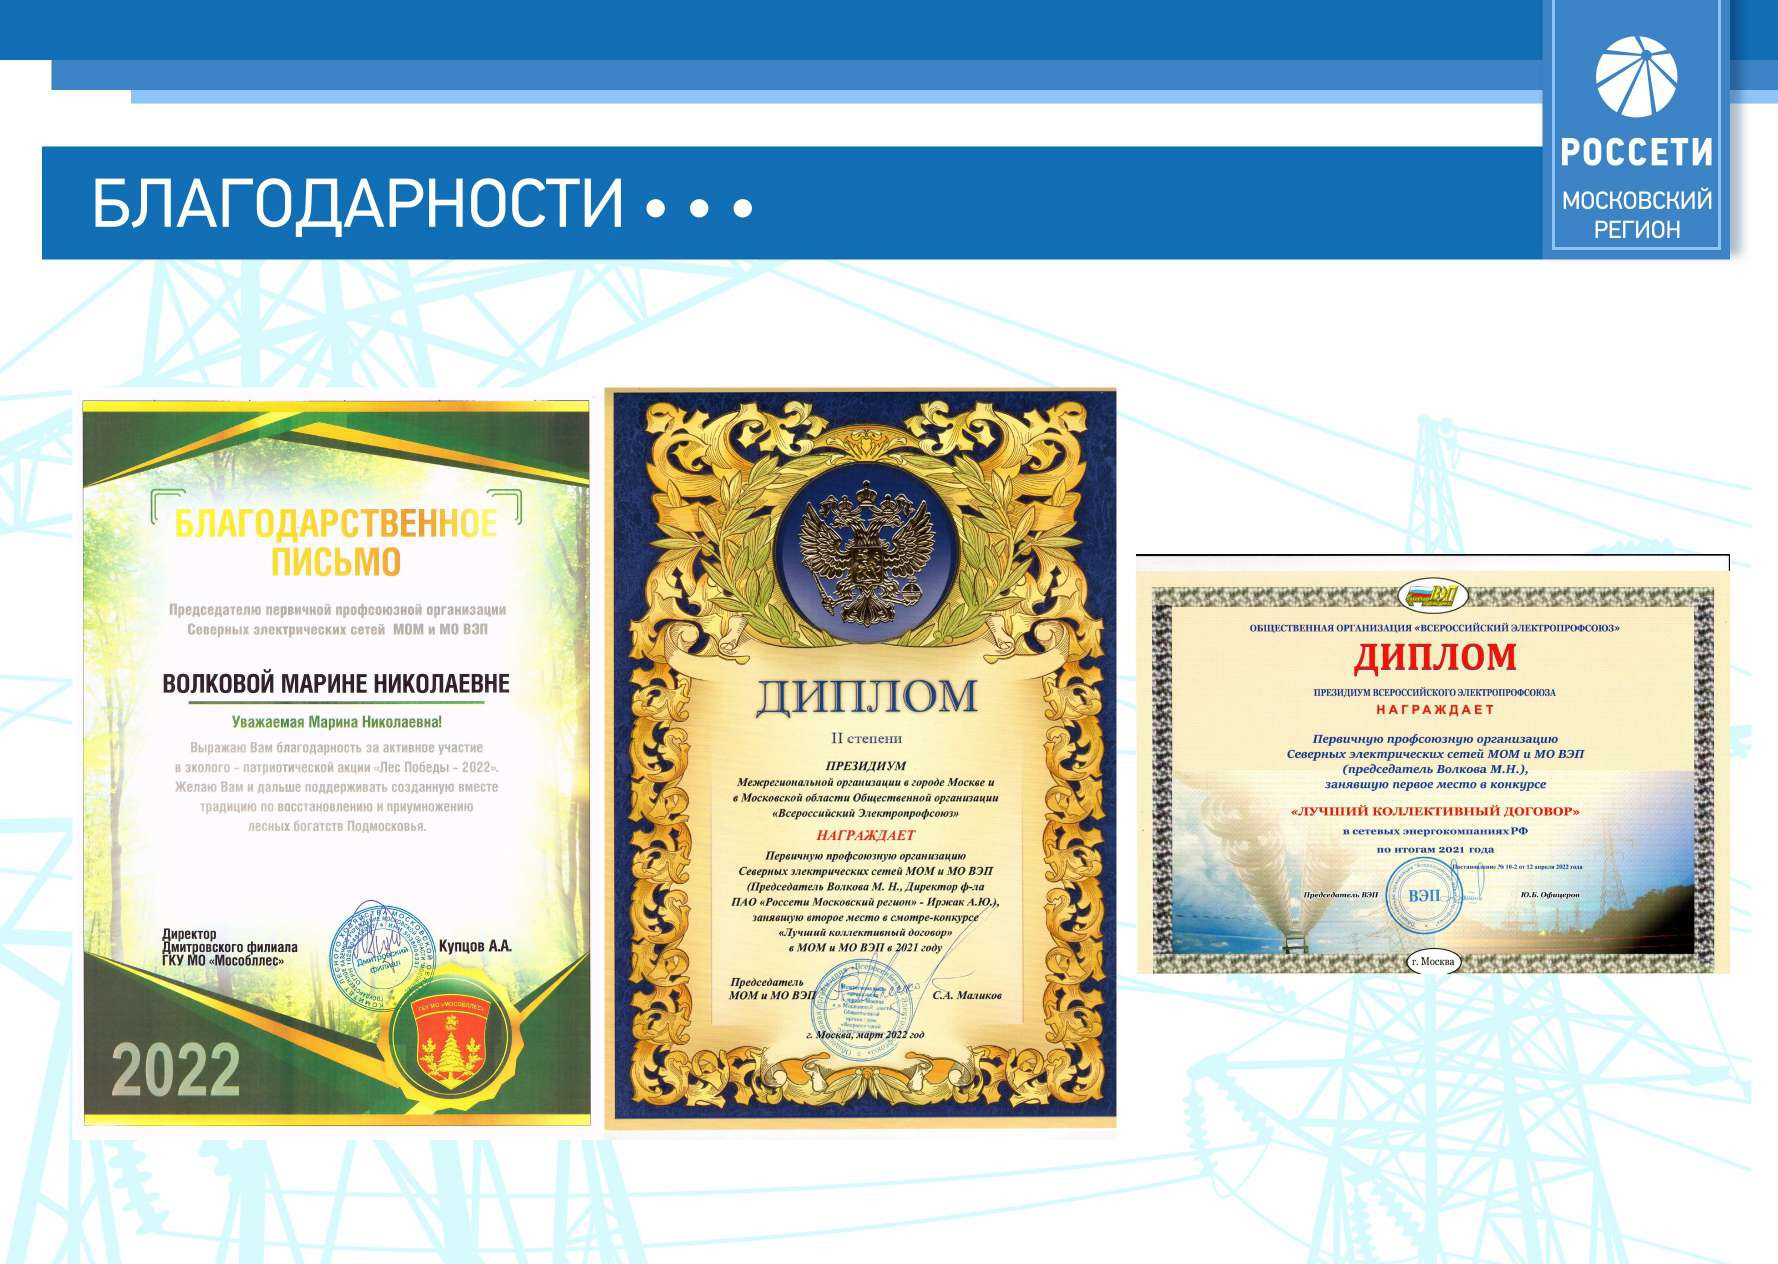 РОССЕТИ
МОСКОВСКИЙ
РЕГИОН
БЛАГОДАРНОСТИ • • •
БЛАГОДАРСТВЕННОЕ
ПИСЬМО
Председателю первичной профсоюзной организации
Северных электрических сетей МОМ и МО ВЭП
ВОЛКОВОЙ МАРИНЕ НИКОЛАЕВНЕ
Уважаемая Марина Николаевна!
Выражаю Вам благодарность за активное участие
в эколого - патриотической акции «Лес Победы - 2022».
Желаю Вам и дальше поддерживать созданную вместе
традицию по восстановлению и приумножению
лесных богатств Подмосковья.
Директор
Дмитровского филиала
ГКУ МО «Мособллес»
Дмитровский
филиал
Купцов А.А.
ГКУ МО «МОСОБЛЛЕС»
2022
ДИПЛОМ
II степени
ПРЕЗИДИУМ
Межрегиональной организации в городе Москве и
в Московской области Общественной организации
«Всероссийский Электропрофсоюз»
НАГРАЖДАЕТ
Первичную профсоюзную организацию
Северных электрических сетей МОМ и МО ВЭП
(Председатель Волкова М. Н., Директор ф-ла
ПАО «Россети Московский регион» - Иржак А.Ю.),
занявшую второе место в смотре-конкурсе
«Лучший коллективный договор»
в МОМ и МО ВЭП в 2021 году
Председатель
МОМ и МО ВЭП
С.А. Маликов
г. Москва, март 2022 год
ВЭП
ОБЩЕСТВЕННАЯ ОРГАНИЗАЦИЯ «ВСЕРОССИЙСКИЙ ЭЛЕКТРОПРОФСОЮЗ»
ДИПЛОМ
ПРЕЗИДИУМ ВСЕРОССИЙСКОГО ЭЛЕКТРОПРОФСОЮЗА
НАГРАЖДАЕТ
Первичную профсоюзную организацию
Северных электрических сетей МОМ и МО ВЭП
(председатель Волкова М.Н.),
занявшую первое место в конкурсе
«ЛУЧШИЙ КОЛЛЕКТИВНЫЙ ДОГОВОР»
в сетевых энергокомпаниях РФ
по итогам 2021 года
Постановление № 10-2 от 12 апреля 2022 года
Председатель ВЭП
ВЭП
Ю.Б. Офицеров
г. Москва